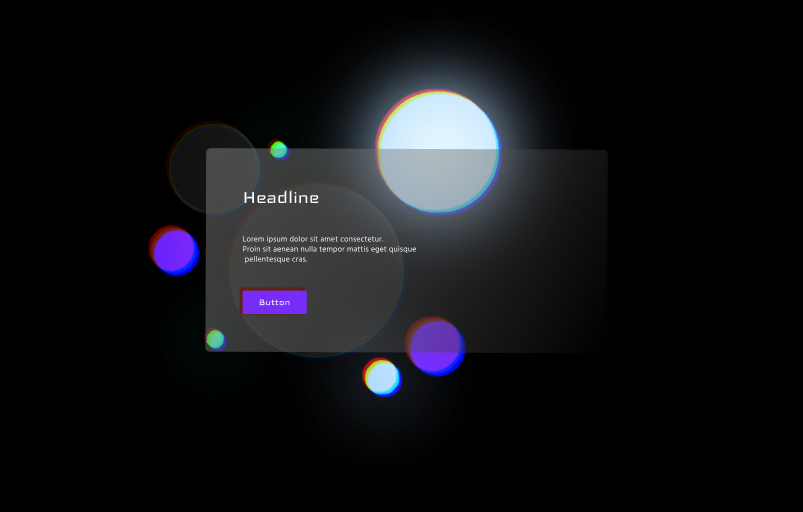 Headline
Lorem ipsum dolor sit amet consectetur.
Proin sit aenean nulla tempor mattis eget quisque
pellentesque cras.
Button